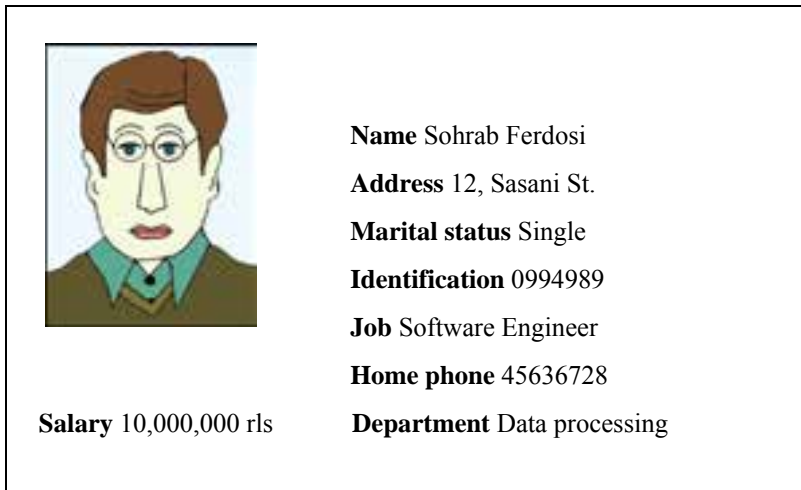 Name Sohrab Ferdosi
Address 12, Sasani St.
Marital status Single
Identification 0994989
Job Software Engineer
Home phone 45636728
Salary 10,000,000 rls Department Data processing